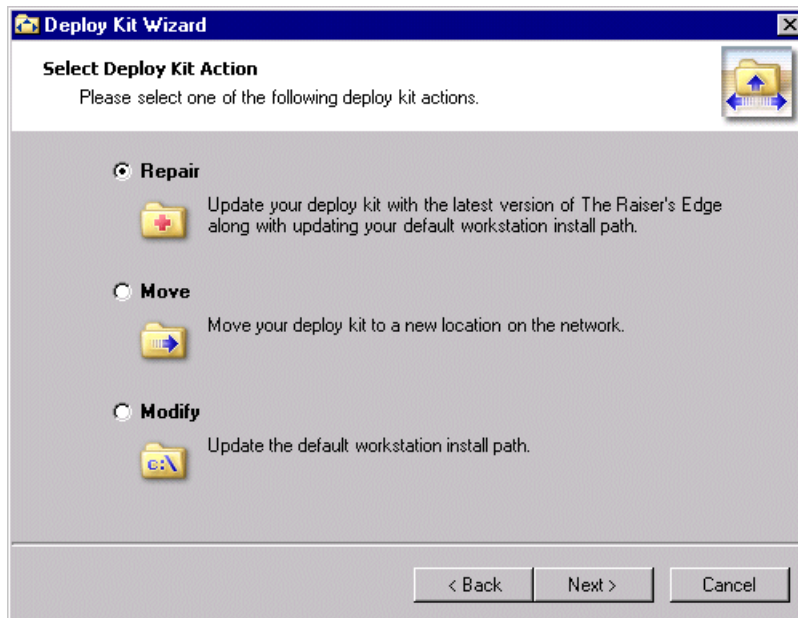 Deploy Kit Wizard
Select Deploy Kit Action
Please select one of the following deploy kit actions.
Repair
Update your deploy kit with the latest version of The Raiser's Edge
along with updating your default workstation install path.
Move
Move your deploy kit to a new location on the network.
Modify
c:\
Update the default workstation install path.
< Back
Next >
Cancel